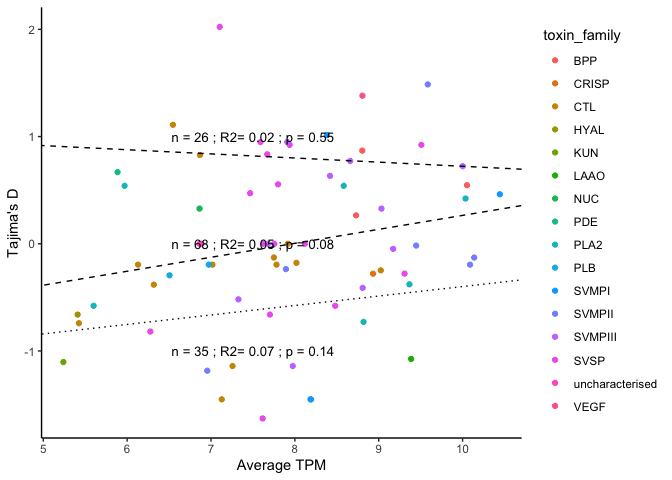 2
1
0
-1
Tajima's D
n = 26 ; R2= 0.02 ; p = 0.55
n = 68 ; R2= 0.05 ; p = 0.08
n = 35 ; R2= 0.07 ; p = 0.14
5 6 7 8 9 10
Average TPM
toxin_family
BPP
CRISP
CTL
HYAL
KUN
LAAO
NUC
PDE
PLA2
PLB
SVMPI
SVMPII
SVMPIII
SVSP
uncharacterised
VEGF